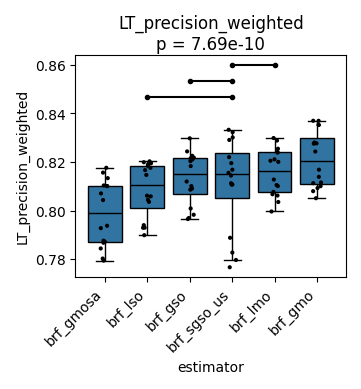 LT_precision_weighted
p = 7.69e-10
LT_precision_weighted
0.86
0.84
0.82
0.80
0.78
brf_gmosa
brf_lso
brf_gso
brf_sgso_us
brf_lmo
brf_gmo
estimator